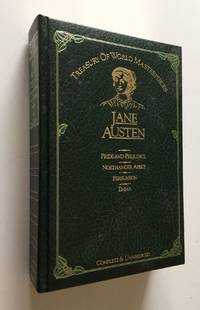 TREASURY OF WORLD MASTERPIECES
JANE
AUSTEN
PRIDE AND PREJUDICE
NORTHANGER ABBEY
PERSUASION
EMMA
COMPLETE & UNABRIDGED